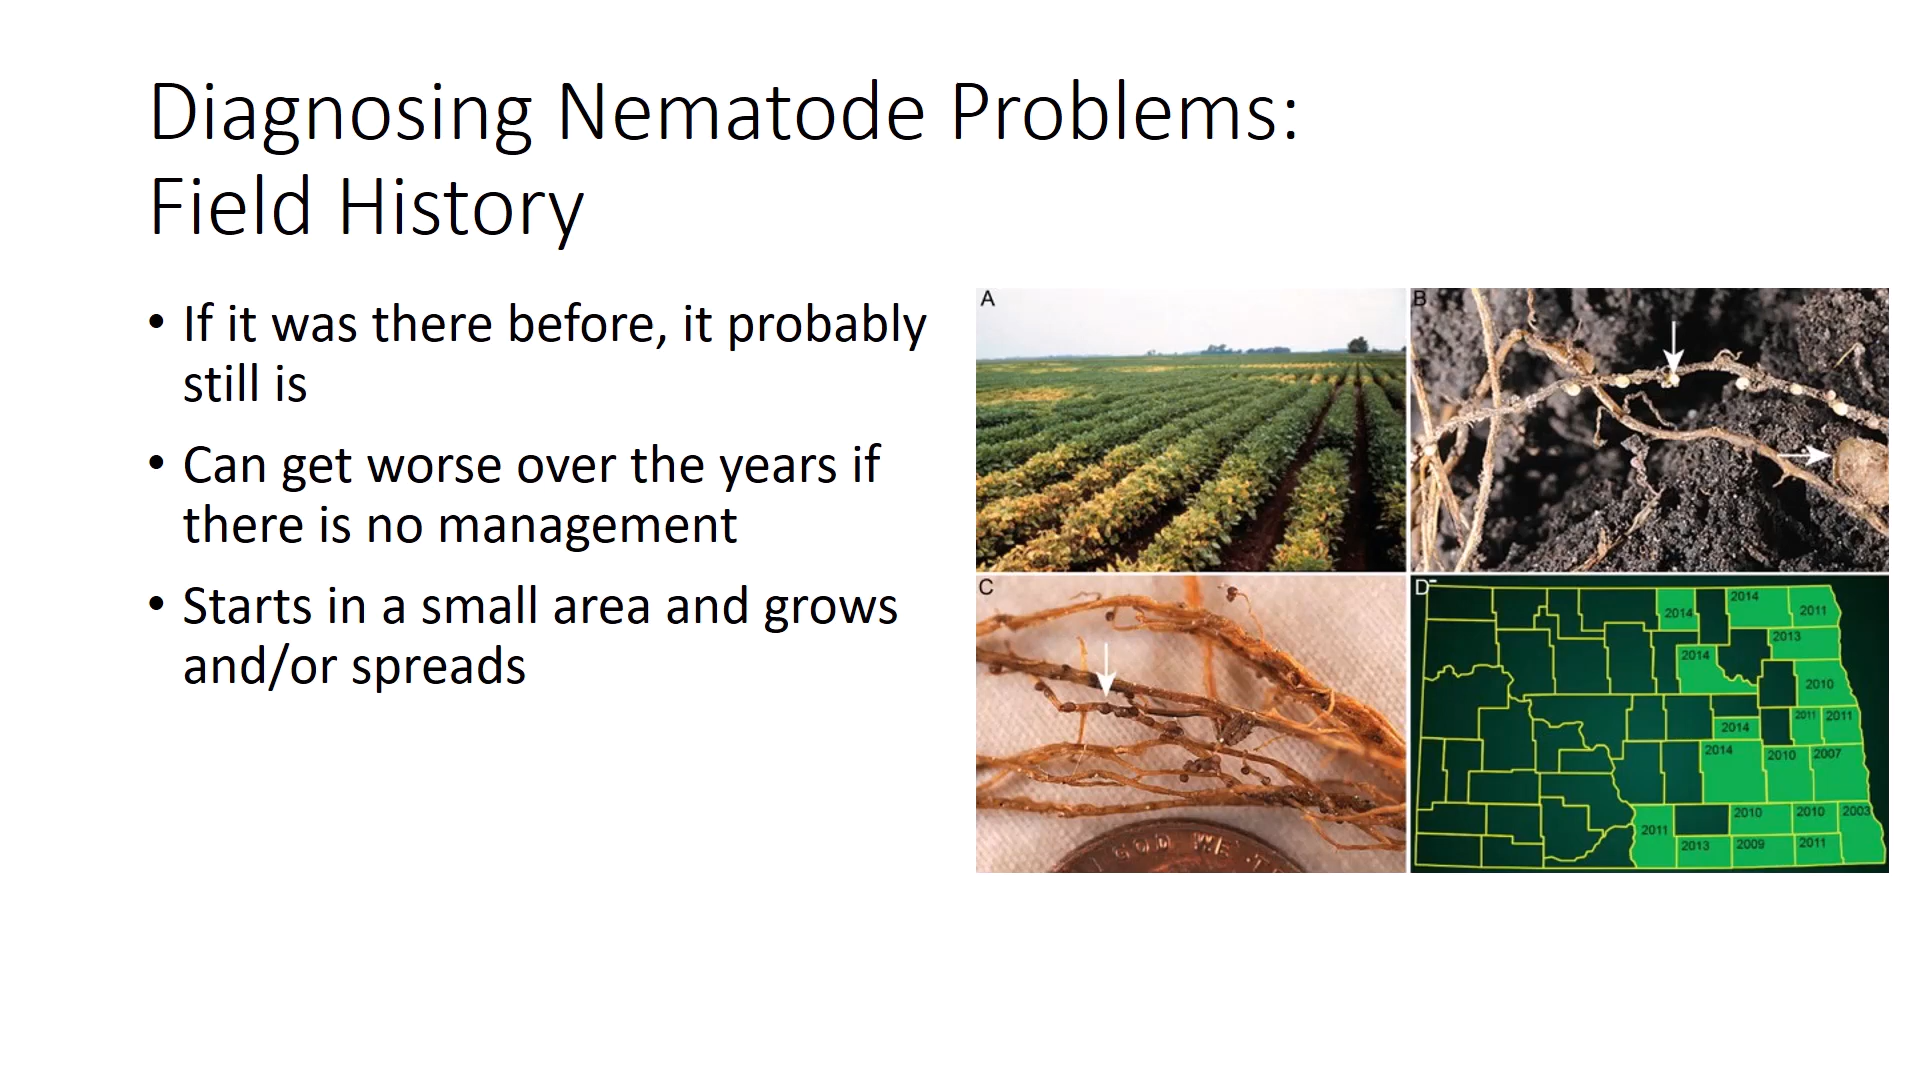 Diagnosing Nematode Problems:
Field History
• If it was there before, it probably
still is
• Can get worse over the years if
there is no management
• Starts in a small area and grows
and/or spreads
A
B
C
GOD WE
D
2014
2014
2011
2013
2014
2010
2014
2011
2011
2014
2010
2007
2011
2010
2010
2003
2013
2009
2011